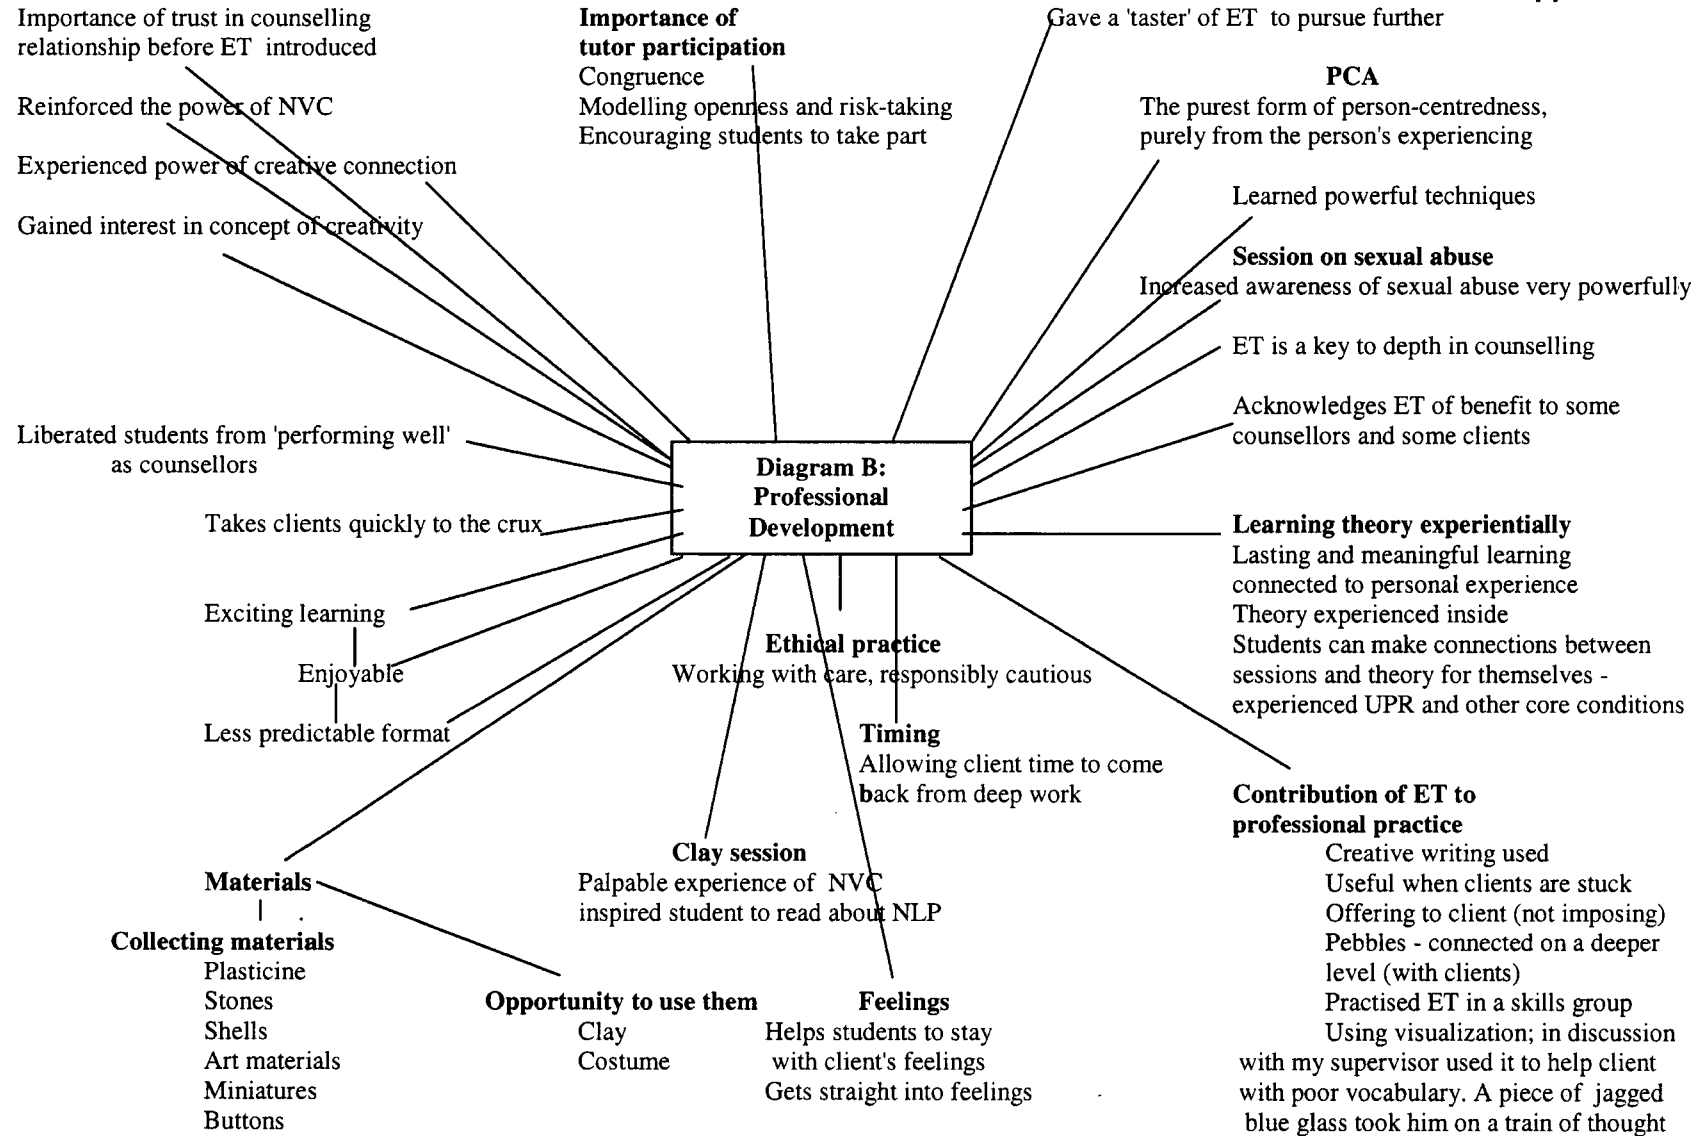 Importance of trust in counselling
relationship before ET introduced
Reinforced the power of NVC
Experienced power of creative connection
Gained interest in concept of creativity
Importance of
tutor participation
Congruence
Modelling openness and risk-taking
Encouraging students to take part
Gave a 'taster' of ET to pursue further
PCA
The purest form of person-centredness,
purely from the person's experiencing
Learned powerful techniques
Session on sexual abuse
Increased awareness of sexual abuse very powerfully
ET is a key to depth in counselling
Acknowledges ET of benefit to some
counsellors and some clients
Liberated students from 'performing well'
as counsellors
Takes clients quickly to the crux
Exciting learning
Enjoyable
Less predictable format
Diagram B:
Professional
Development
Learning theory experientially
Lasting and meaningful learning
connected to personal experience
Theory experienced inside
Students can make connections between
sessions and theory for themselves -
experienced UPR and other core conditions
Ethical practice
Working with care, responsibly cautious
Timing
Allowing client time to come
back from deep work
Contribution of ET to
professional practice
Creative writing used
Useful when clients are stuck
Offering to client (not imposing)
Pebbles - connected on a deeper
level (with clients)
Practised ET in a skills group
Using visualization; in discussion
with my supervisor used it to help client
with poor vocabulary. A piece of jagged
blue glass took him on a train of thought
Clay session
Palpable experience of NVC
inspired student to read about NLP
Materials
Collecting materials
Plasticine
Stones
Shells
Art materials
Miniatures
Buttons
Opportunity to use them
Clay
Costume
Feelings
Helps students to stay
with client's feelings
Gets straight into feelings